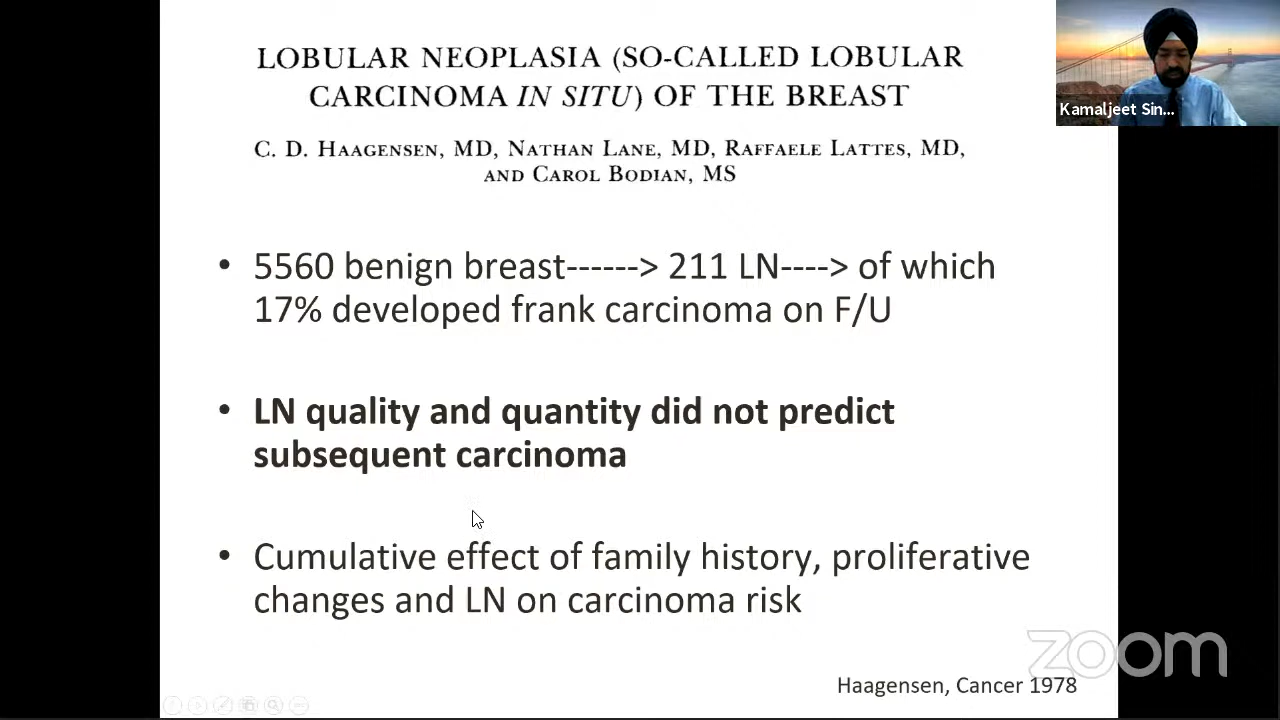 LOBULAR NEOPLASIA (SO-CALLED LOBULAR
CARCINOMA IN SITU) OF THE BREAST
C. D. HAAGENSEN, MD, NATHAN LANE, MD, RAFFAELE LATTES, MD,
AND CAROL BODIAN, MS
• 5560 benign breast------> 211 LN----> of which
17% developed frank carcinoma on F/U
• LN quality and quantity did not predict
subsequent carcinoma
• Cumulative effect of family history, proliferative
changes and LN on carcinoma risk
Haagensen, Cancer 1978
zoom
Kamaljeet Sin...